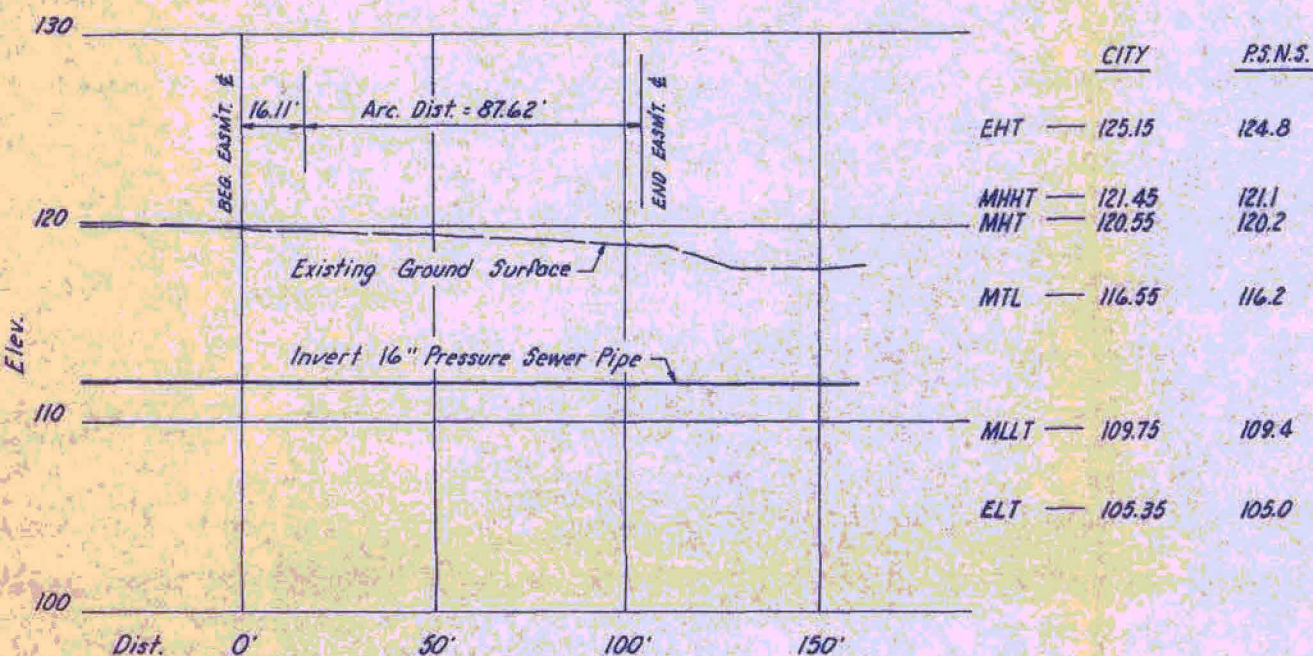 130
CITY P.S.N.S.
BEG. EASM'T. ₠
16.11'
Arc. Dist. = 87.62'
END EASM'T. ₠
EHT — 125.15 124.8
MHHT — 121.45 121.1
120
MHT — 120.55 120.2
Existing Ground Surface
MTL — 116.55 116.2
Elev.
Invert 16" Pressure Sewer Pipe
110
MLLT — 109.75 109.4
ELT — 105.35 105.0
100
Dist. 0' 50' 100' 150'